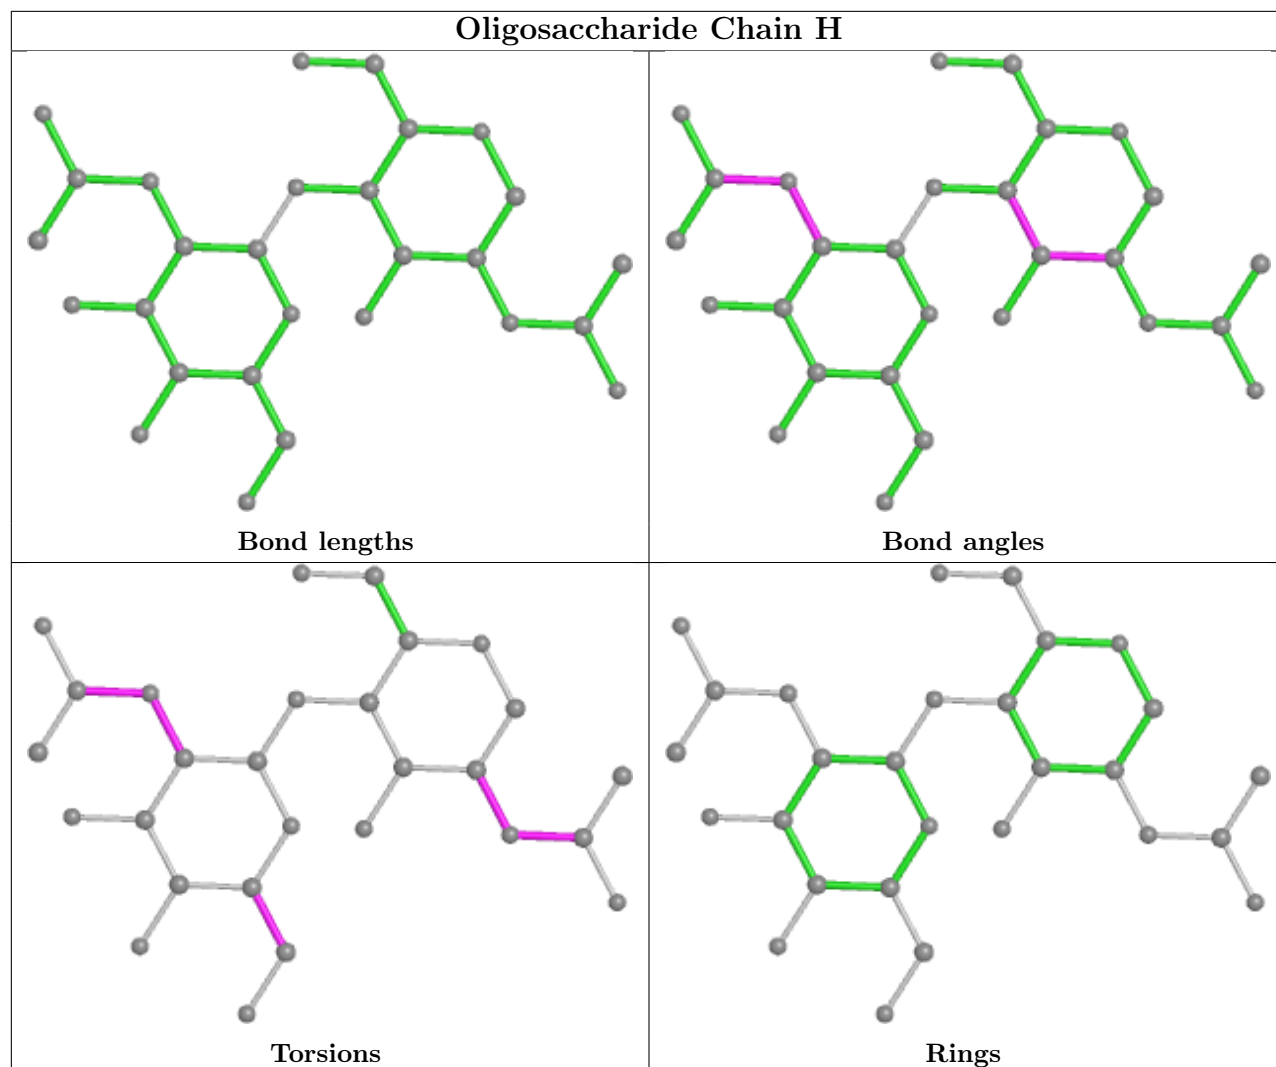 Oligosaccharide Chain H
Bond lengths
Bond angles
Torsions
Rings